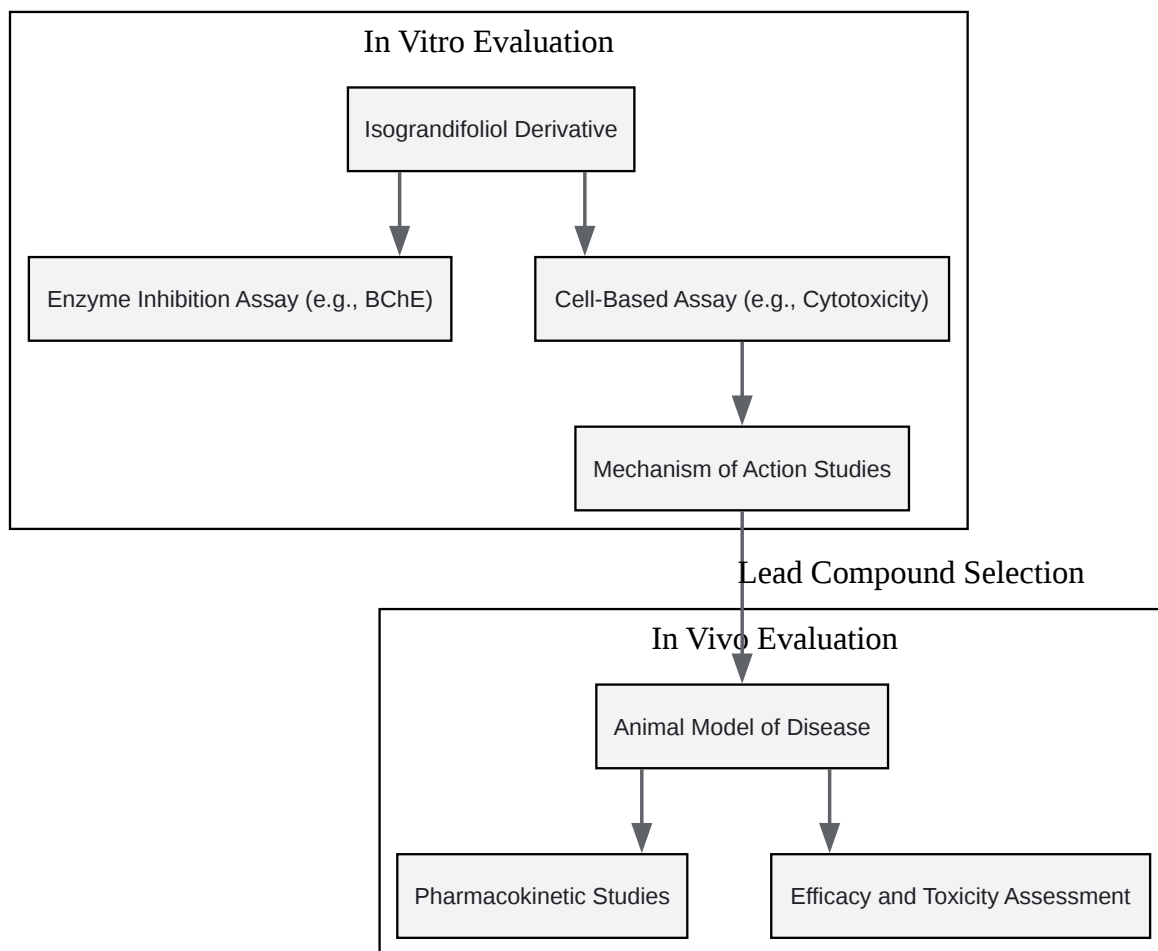 In Vitro Evaluation
Isograndifoliol Derivative
Enzyme Inhibition Assay (e.g., BChE)
Cell-Based Assay (e.g., Cytotoxicity)
Mechanism of Action Studies
Lead Compound Selection
In Vivo Evaluation
Animal Model of Disease
Pharmacokinetic Studies
Efficacy and Toxicity Assessment